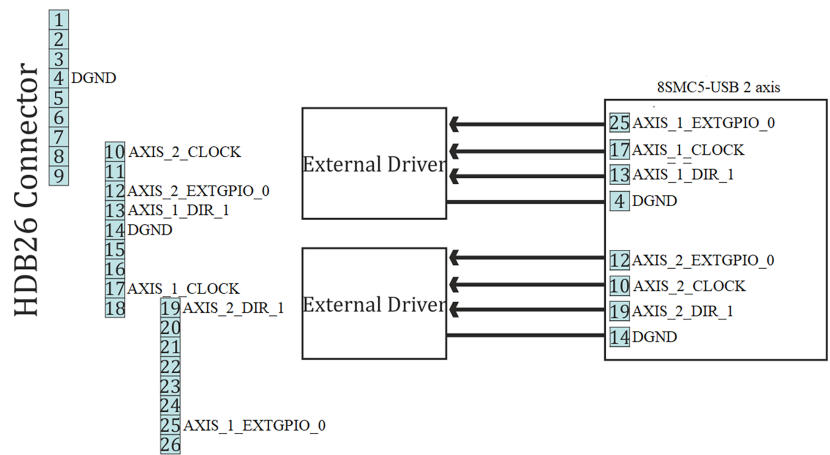 HDB26 Connector
1
2
3
4 DGND
5
6
7
8
9
10 AXIS_2_CLOCK
11
12 AXIS_2_EXTGPIO_0
13 AXIS_1_DIR_1
14 DGND
15
16
17 AXIS_1_CLOCK
18
19 AXIS_2_DIR_1
20
21
22
23
24
25 AXIS_1_EXTGPIO_0
26
External Driver
External Driver
8SMC5-USB 2 axis
25 AXIS_1_EXTGPIO_0
17 AXIS_1_CLOCK
13 AXIS_1_DIR_1
4 DGND
12 AXIS_2_EXTGPIO_0
10 AXIS_2_CLOCK
19 AXIS_2_DIR_1
14 DGND